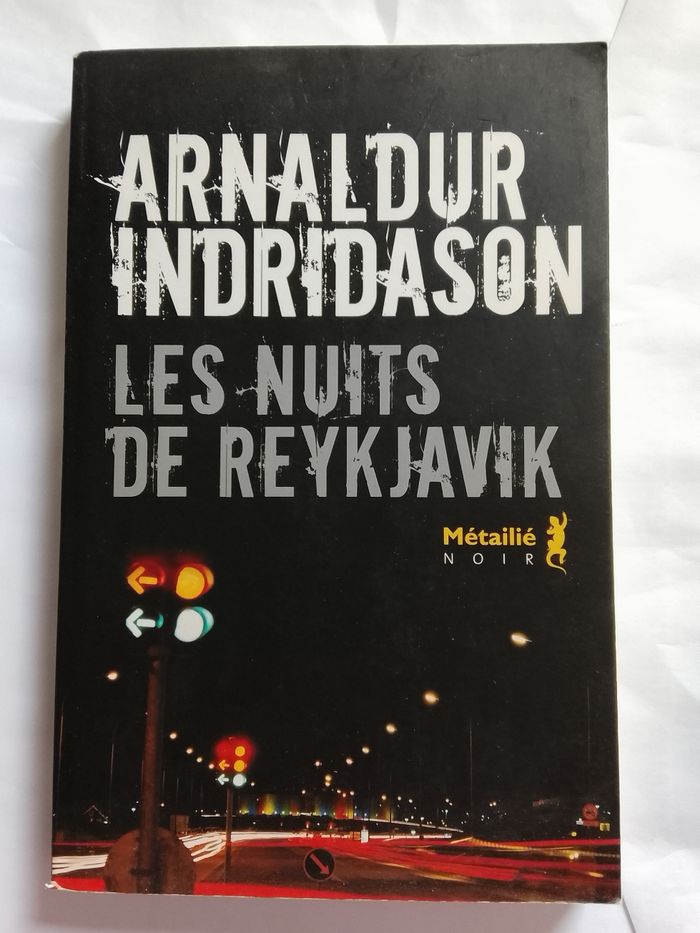 ARNALDUR
INDRIDASON
LES NUITS
DE REYKJAVIK
Métailié
NOIR